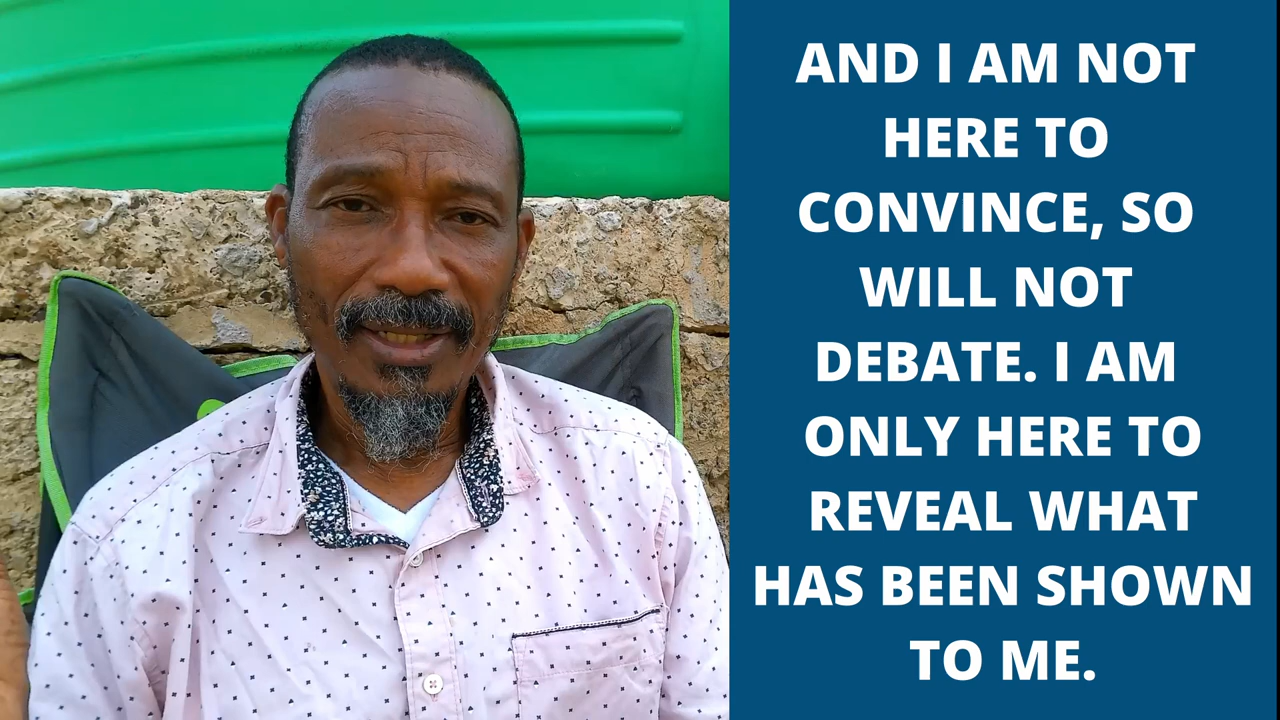 AND I AM NOT
HERE TO
CONVINCE, SO
WILL NOT
DEBATE. I AM
ONLY HERE TO
REVEAL WHAT
HAS BEEN SHOWN
TO ME.